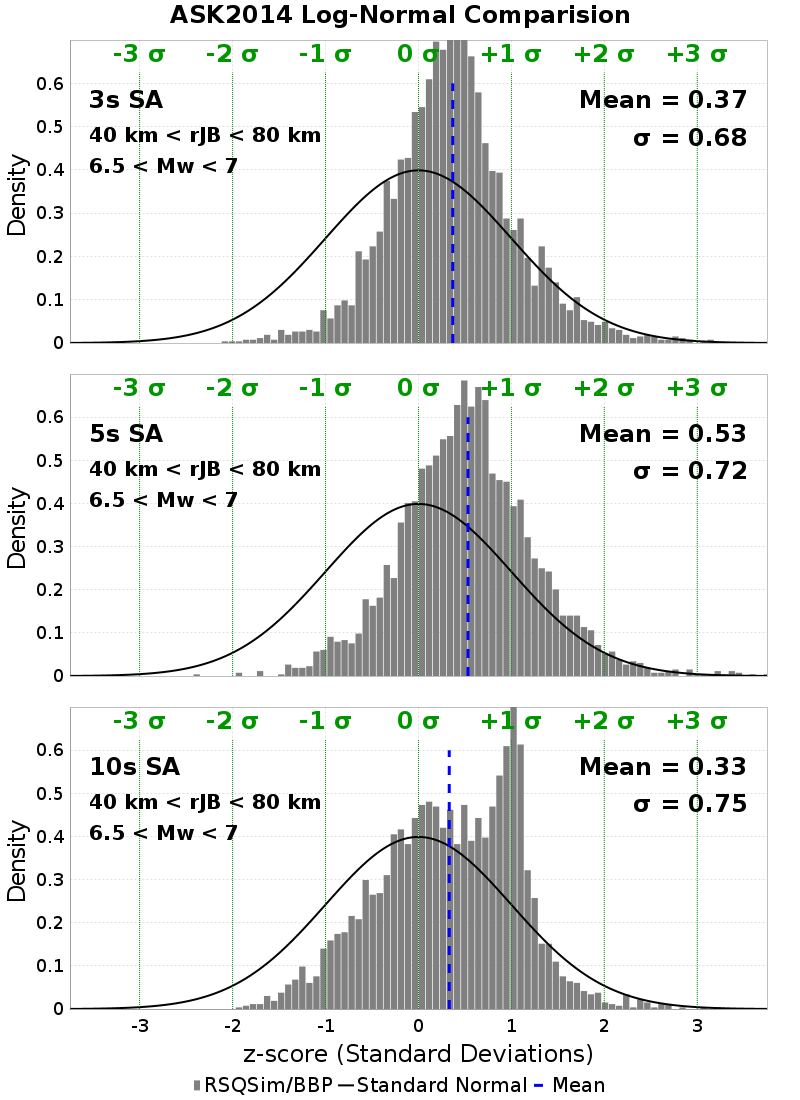 ASK2014 Log-Normal Comparision
-3 σ -2 σ -1 σ 0 σ +1 σ +2 σ +3 σ
3s SA
40 km < rJB < 80 km
6.5 < Mw < 7
Mean = 0.37
σ = 0.68
0.6
0.5
0.4
0.3
0.2
0.1
0
Density
-3 σ -2 σ -1 σ 0 σ +1 σ +2 σ +3 σ
5s SA
40 km < rJB < 80 km
6.5 < Mw < 7
Mean = 0.53
σ = 0.72
0.6
0.5
0.4
0.3
0.2
0.1
0
Density
-3 σ -2 σ -1 σ 0 σ +1 σ +2 σ +3 σ
10s SA
40 km < rJB < 80 km
6.5 < Mw < 7
Mean = 0.33
σ = 0.75
0.6
0.5
0.4
0.3
0.2
0.1
0
Density
-3 -2 -1 0 1 2 3
z-score (Standard Deviations)
RSQSim/BBP Standard Normal Mean